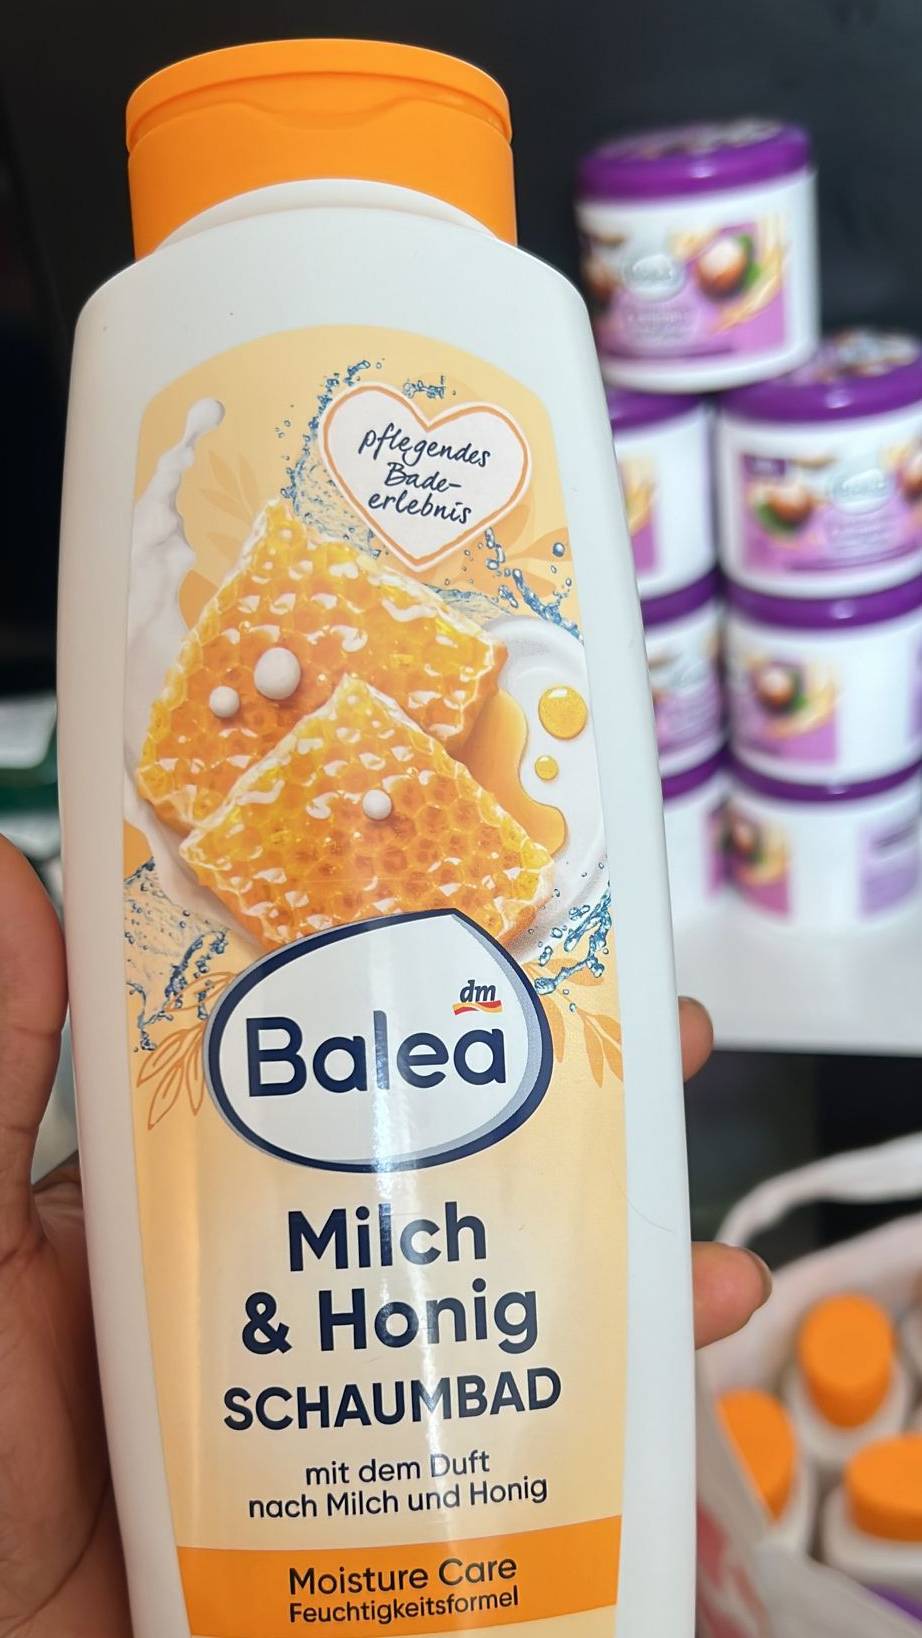 pflegendes
Bade-
erlebnis
dm
Balea
Milch
& Honig
SCHAUMBAD
mit dem Duft
nach Milch und Honig
Moisture Care
Feuchtigkeitsformel